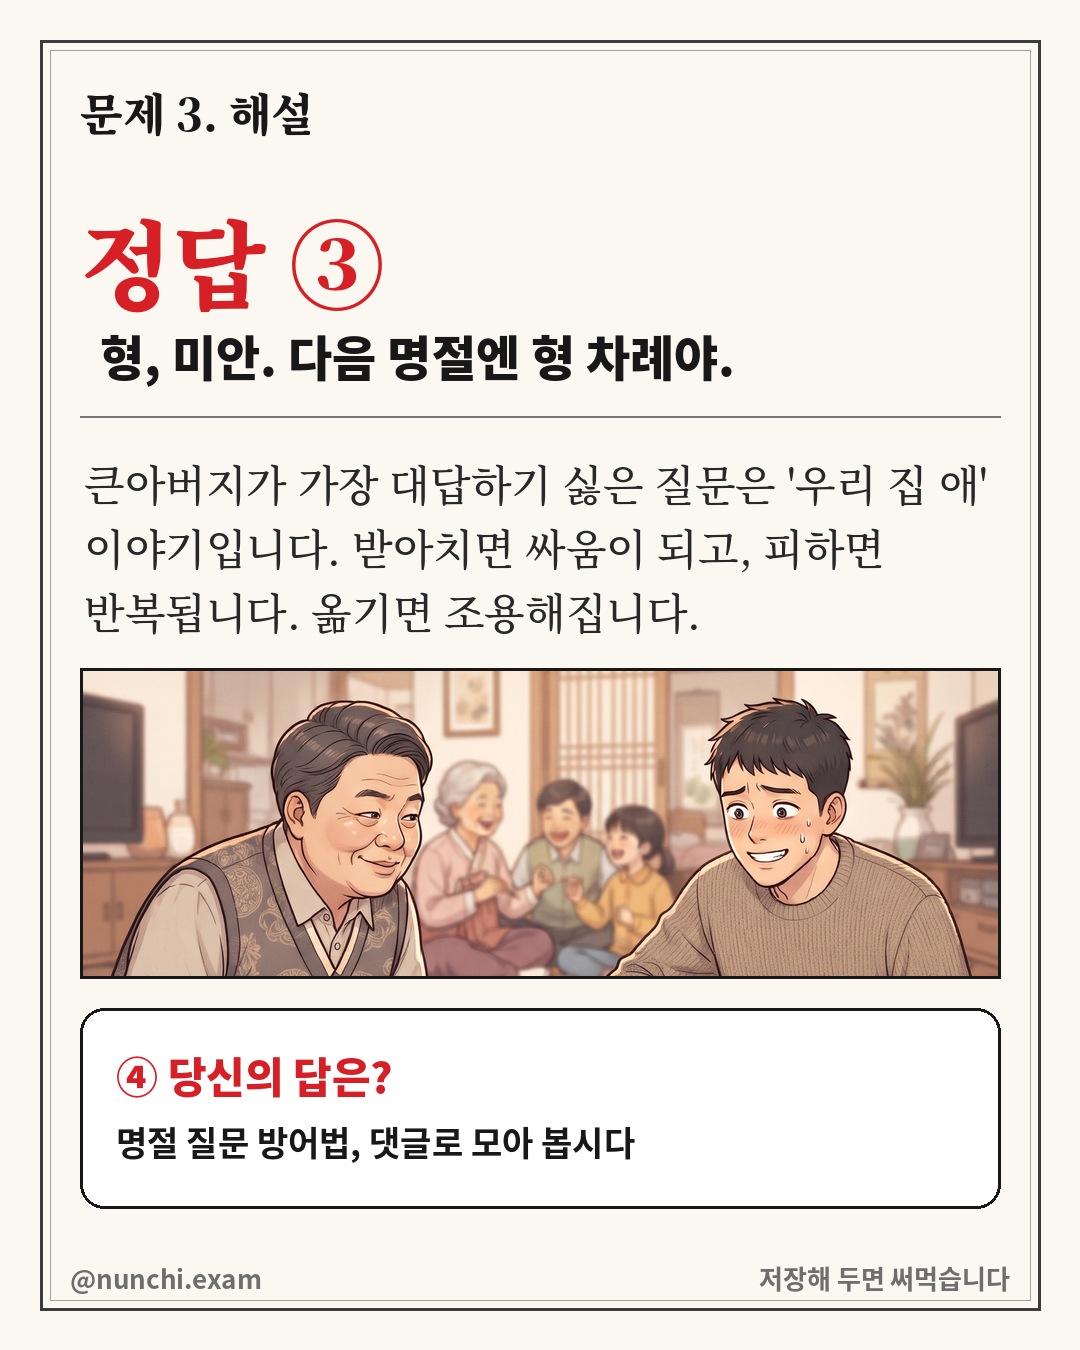 문제 3. 해설
정답 ③
형, 미안. 다음 명절엔 형 차례야.
큰아버지가 가장 대답하기 싫은 질문은 '우리 집 애'
이야기입니다. 받아치면 싸움이 되고, 피하면
반복됩니다. 옮기면 조용해집니다.
④ 당신의 답은?
명절 질문 방어법, 댓글로 모아 봅시다
@nunchi.exam
저장해 두면 써먹습니다